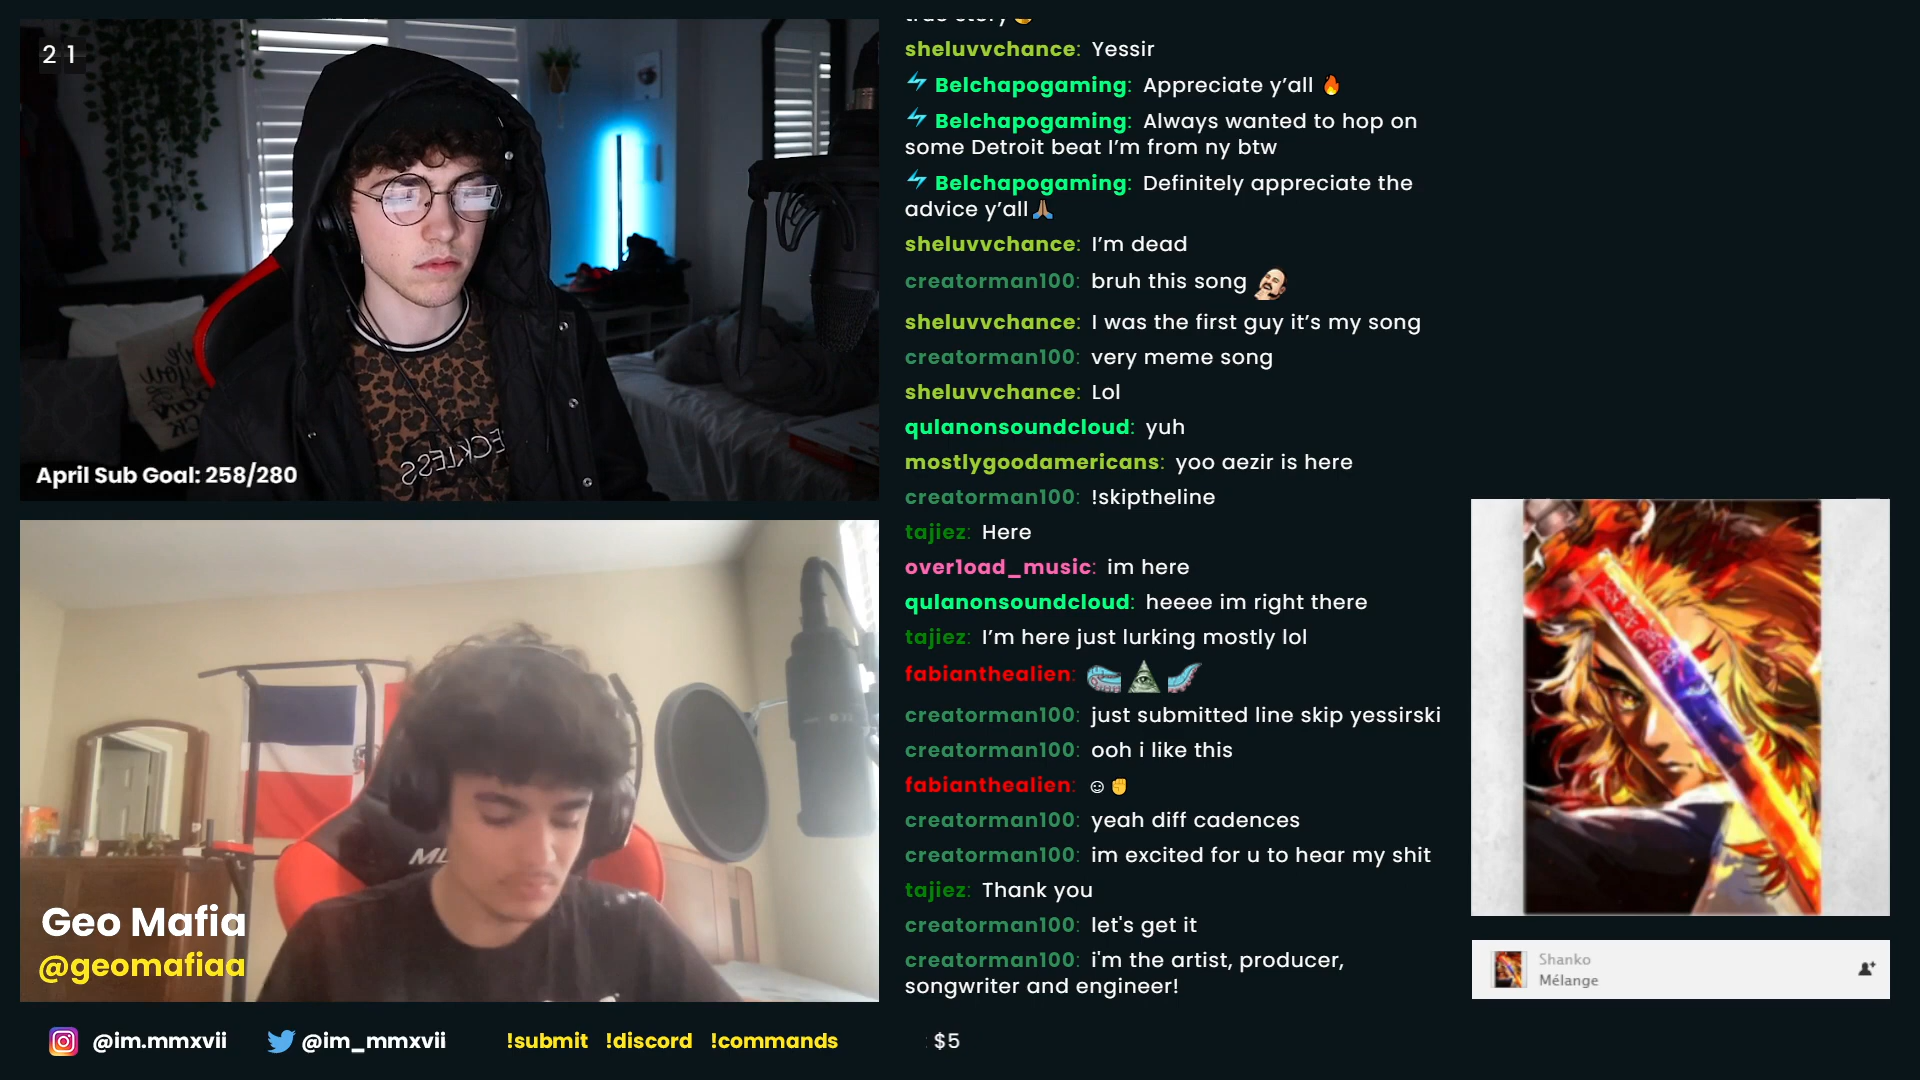 2 1
April Sub Goal: 258/280
Geo Mafia
@geomafiaa
@im.mmxvii
@im_mmxvii
!submit !discord !commands
sheluvvchance: Yessir
Belchapogaming: Appreciate y’all 🔥
Belchapogaming: Always wanted to hop on
some Detroit beat I’m from ny btw
Belchapogaming: Definitely appreciate the
advice y’all🙏🏽
sheluvvchance: I’m dead
creatorman100: bruh this song
sheluvvchance: I was the first guy it’s my song
creatorman100: very meme song
sheluvvchance: Lol
qulanonsoundcloud: yuh
mostlygoodamericans: yoo aezir is here
creatorman100: !skiptheline
tajiez: Here
over1oad_music: im here
qulanonsoundcloud: heeee im right there
tajiez: I’m here just lurking mostly lol
fabianthealien:
creatorman100: just submitted line skip yessirski
creatorman100: ooh i like this
fabianthealien: ☺✊
creatorman100: yeah diff cadences
creatorman100: im excited for u to hear my shit
tajiez: Thank you
creatorman100: let's get it
creatorman100: i'm the artist, producer,
songwriter and engineer!
: $5
Shanko
Mélange